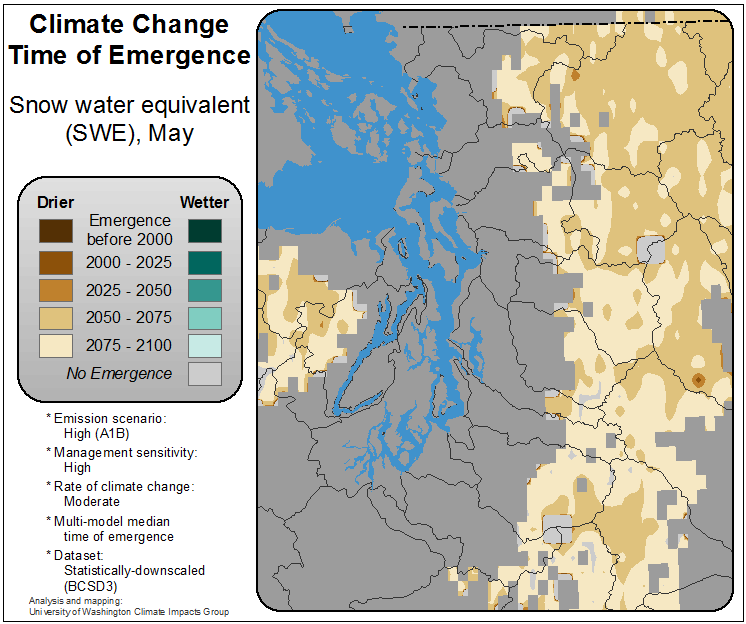 Climate Change
Time of Emergence
Snow water equivalent
(SWE), May
Drier
Wetter
Emergence
before 2000
2000 - 2025
2025 - 2050
2050 - 2075
2075 - 2100
No Emergence
* Emission scenario:
High (A1B)
* Management sensitivity:
High
* Rate of climate change:
Moderate
* Multi-model median
time of emergence
* Dataset:
Statistically-downscaled
(BCSD3)
Analysis and mapping:
University of Washington Climate Impacts Group